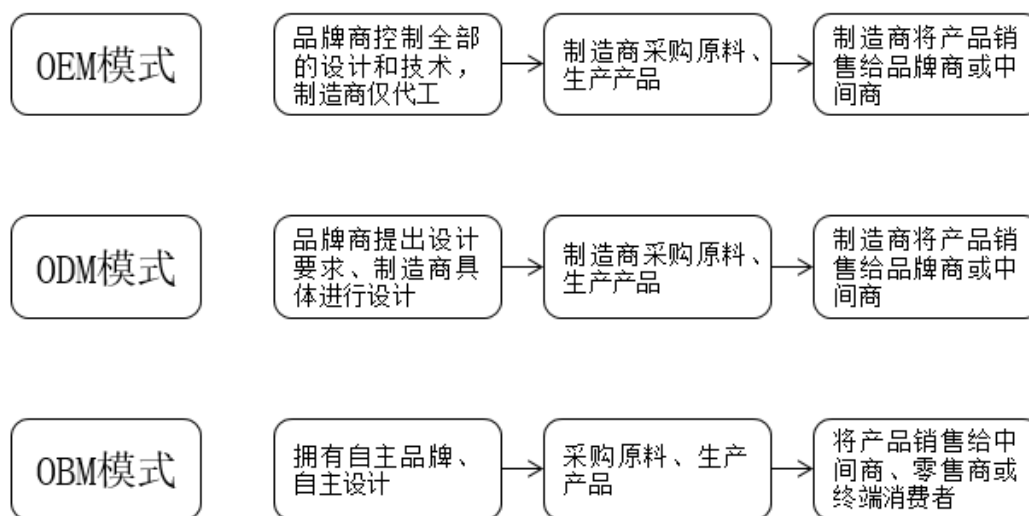 OEM模式
品牌商控制全部
的设计和技术，
制造商仅代工
制造商采购原料、
生产产品
制造商将产品销
售给品牌商或中
间商
ODM模式
品牌商提出设计
要求、制造商具
体进行设计
制造商采购原料、
生产产品
制造商将产品销
售给品牌商或中
间商
OBM模式
拥有自主品牌、
自主设计
采购原料、生产
产品
将产品销售给中
间商、零售商或
终端消费者